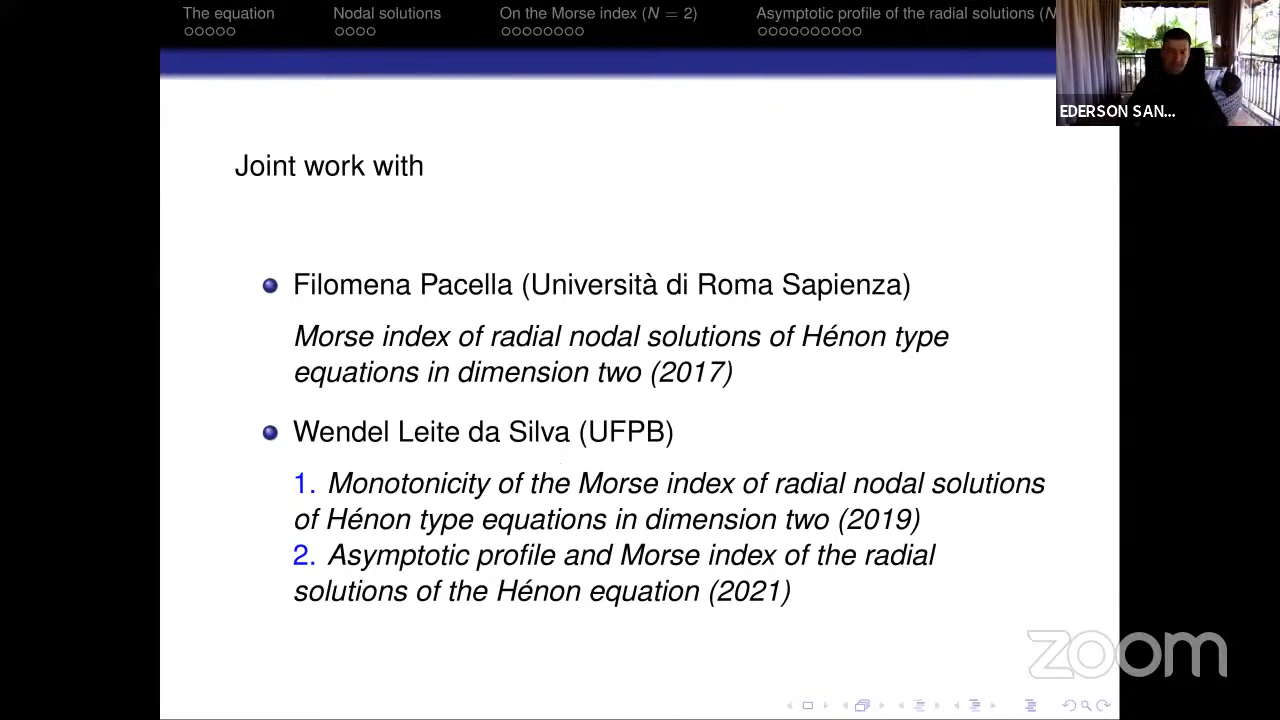 The equation
Nodal solutions
On the Morse index (N = 2)
Asymptotic profile of the radial solutions (N
EDERSON SAN...
Joint work with
Filomena Pacella (Università di Roma Sapienza)
Morse index of radial nodal solutions of Hénon type
equations in dimension two (2017)
Wendel Leite da Silva (UFPB)
1. Monotonicity of the Morse index of radial nodal solutions
of Hénon type equations in dimension two (2019)
2. Asymptotic profile and Morse index of the radial
solutions of the Hénon equation (2021)
zoom